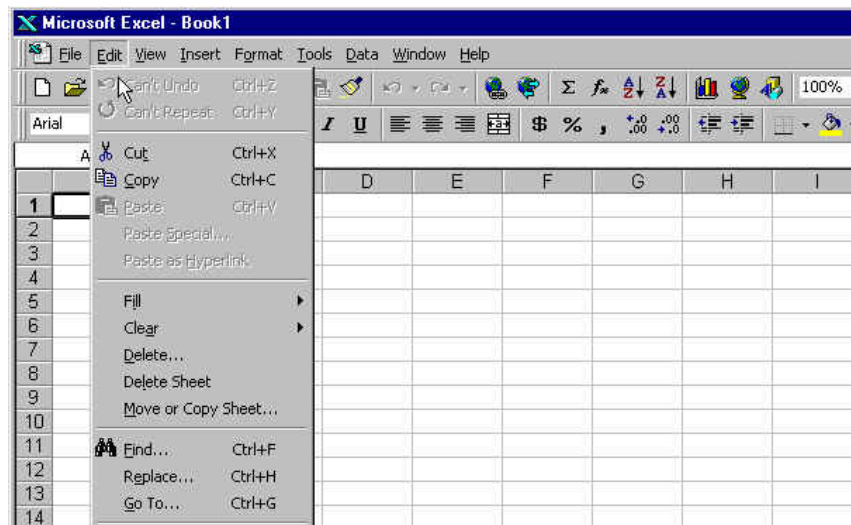 Microsoft Excel - Book1
File Edit View Insert Format Tools Data Window Help
100%
Arial
A
D E F G H I
Can't Undo Ctrl+Z
Can't Repeat Ctrl+Y
Cut Ctrl+X
Copy Ctrl+C
Paste Ctrl+V
Paste Special...
Paste as Hyperlink
Fill
Clear
Delete...
Delete Sheet
Move or Copy Sheet...
Find... Ctrl+F
Replace... Ctrl+H
Go To... Ctrl+G
1
2
3
4
5
6
7
8
9
10
11
12
13
14